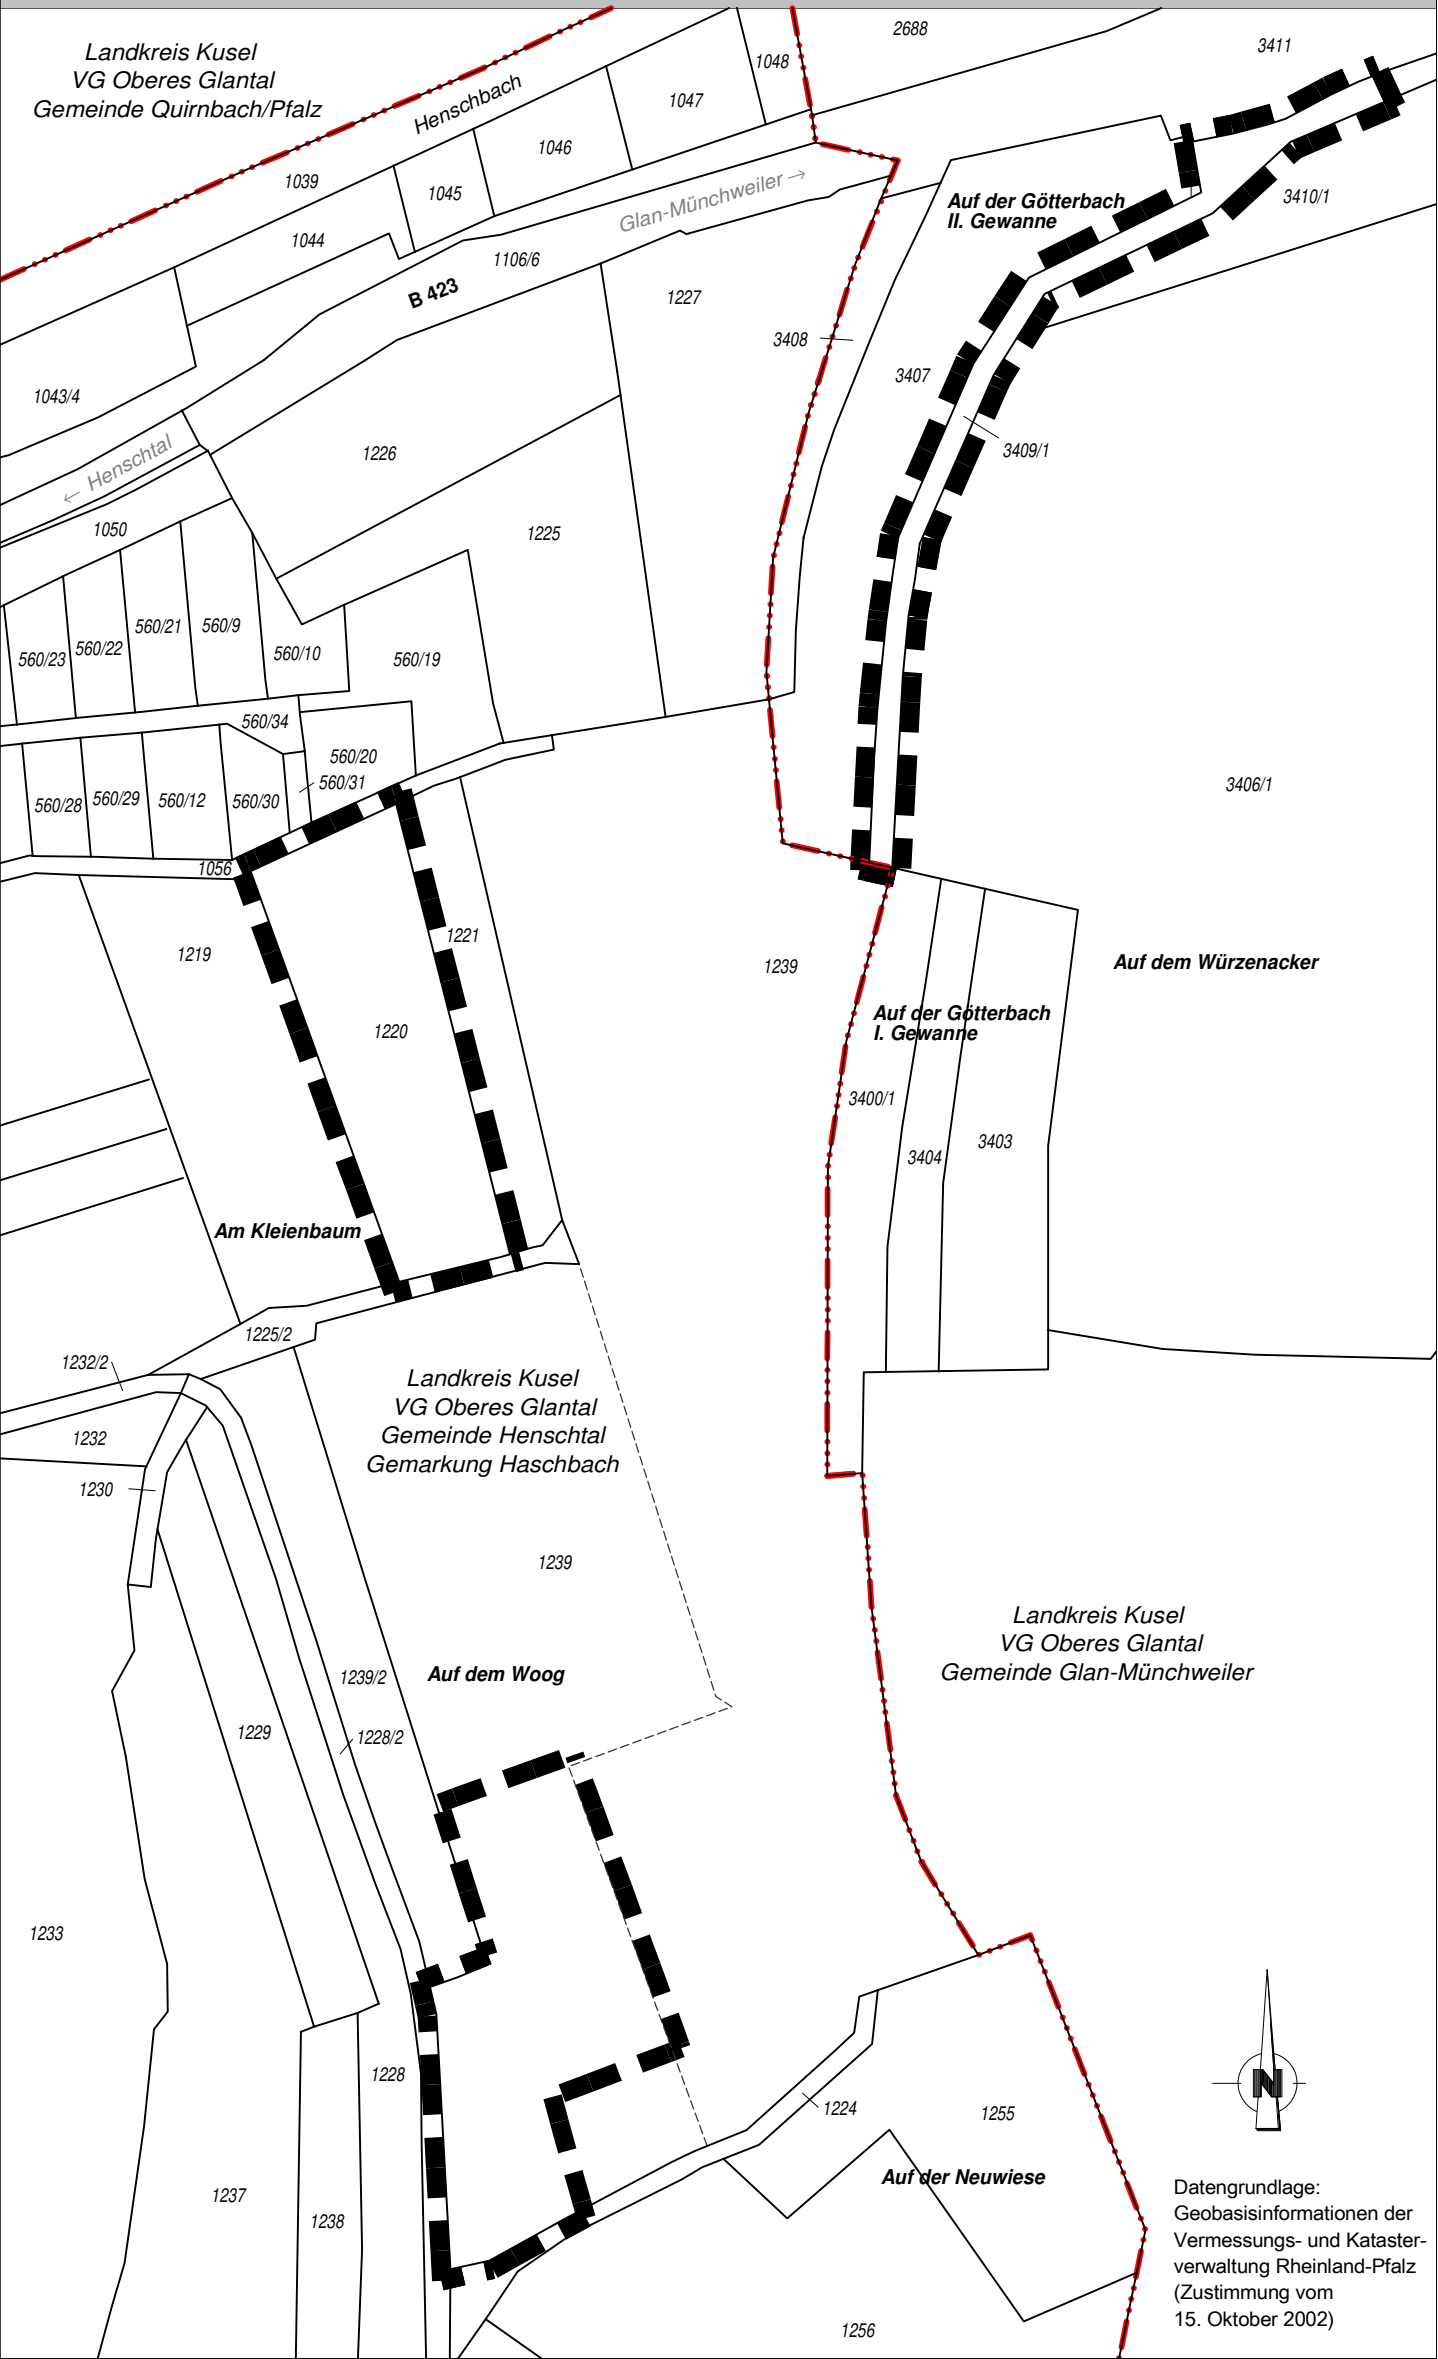 Landkreis Kusel
VG Oberes Glantal
Gemeinde Quirnbach/Pfalz
Henschbach
2688
3411
1048
1047
1046
1045
1039
1044
Glan-Münchweiler →
1106/6
B 423
1227
Auf der Götterbach
II. Gewanne
3410/1
3408
3407
3409/1
1043/4
← Henschtal
1226
1225
1050
560/23
560/22
560/21
560/9
560/10
560/19
560/34
560/20
560/31
560/28
560/29
560/12
560/30
3406/1
1056
1219
1221
1220
1239
Auf dem Würzenacker
Auf der Götterbach
I. Gewanne
3400/1
3404
3403
Am Kleienbaum
1225/2
1232/2
1232
1230
Landkreis Kusel
VG Oberes Glantal
Gemeinde Henschtal
Gemarkung Haschbach
1239
Landkreis Kusel
VG Oberes Glantal
Gemeinde Glan-Münchweiler
1239/2
Auf dem Woog
1229
1228/2
1233
1228
1224
1255
Auf der Neuwiese
1237
1238
1256
N
Datengrundlage:
Geobasisinformationen der
Vermessungs- und Kataster-
verwaltung Rheinland-Pfalz
(Zustimmung vom
15. Oktober 2002)